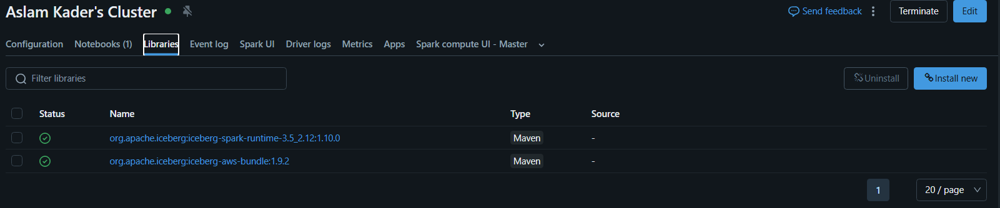 Aslam Kader's Cluster
Send feedback
Terminate
Edit
Configuration Notebooks (1) Libraries Event log Spark UI Driver logs Metrics Apps Spark compute UI - Master
Filter libraries
Uninstall
Install new
Status Name Type Source
org.apache.iceberg:iceberg-spark-runtime-3.5_2.12:1.10.0 Maven -
org.apache.iceberg:iceberg-aws-bundle:1.9.2 Maven -
1
20 / page